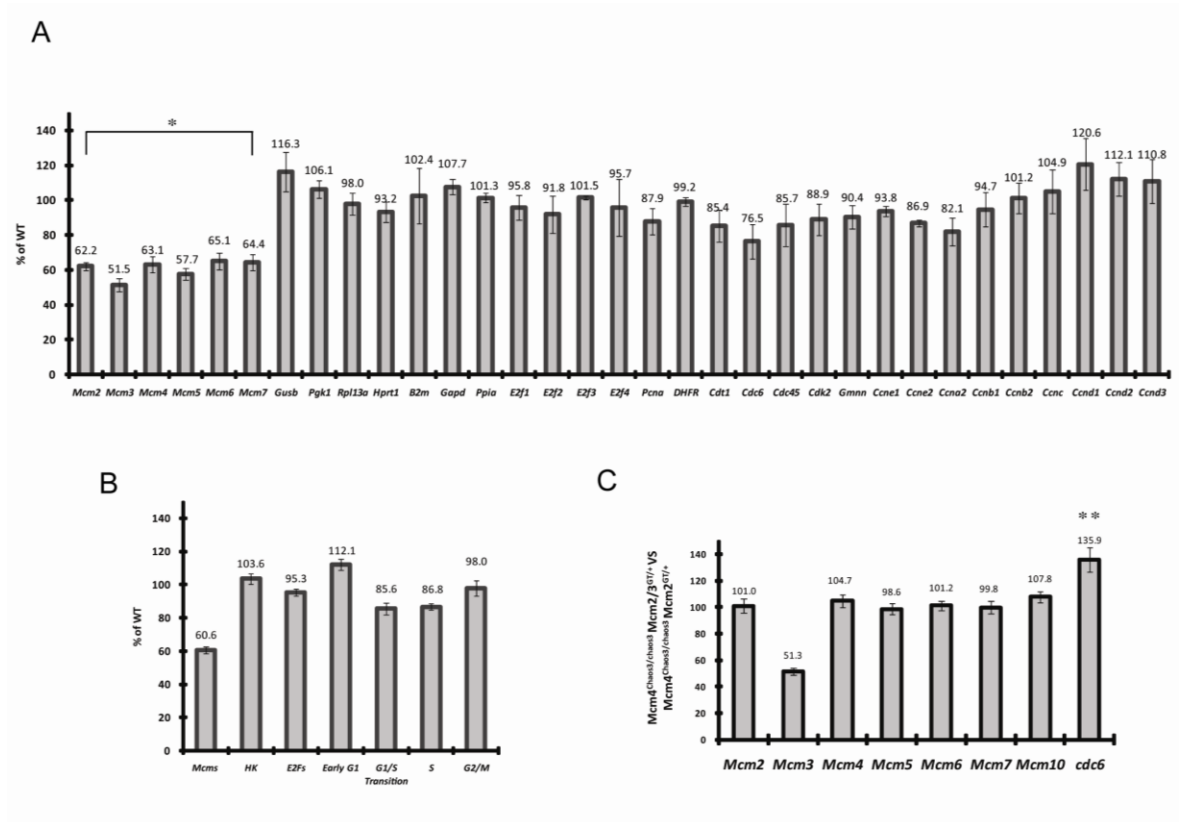 A
*
% of WT
140
120
100
80
60
40
20
0
62.2 51.5 63.1 57.7 65.1 64.4 116.3 106.1 98.0 93.2 102.4 107.7 101.3 95.8 91.8 101.5 95.7 87.9 99.2 85.4 76.5 85.7 88.9 90.4 93.8 86.9 82.1 94.7 101.2 104.9 120.6 112.1 110.8
Mcm2 Mcm3 Mcm4 Mcm5 Mcm6 Mcm7 Gusb Pgk1 Rpl13a Hprt1 B2m Gapd Ppia E2f1 E2f2 E2f3 E2f4 Pcna DHFR Cdt1 Cdc6 Cdc45 Cdk2 Gmnn Ccne1 Ccne2 Ccna2 Ccnb1 Ccnb2 Ccnc Ccnd1 Ccnd2 Ccnd3
B
% of WT
140
120
100
80
60
40
20
0
60.6 103.6 95.3 112.1 85.6 86.8 98.0
Mcms HK E2Fs Early G1 G1/S S G2/M
Transition
C
Mcm4Chaos3/chaos3 Mcm2/3GT/+ VS
Mcm4Chaos3/chaos3 Mcm2GT/+
140
120
100
80
60
40
20
0
**
101.0 51.3 104.7 98.6 101.2 99.8 107.8 135.9
Mcm2 Mcm3 Mcm4 Mcm5 Mcm6 Mcm7 Mcm10 cdc6